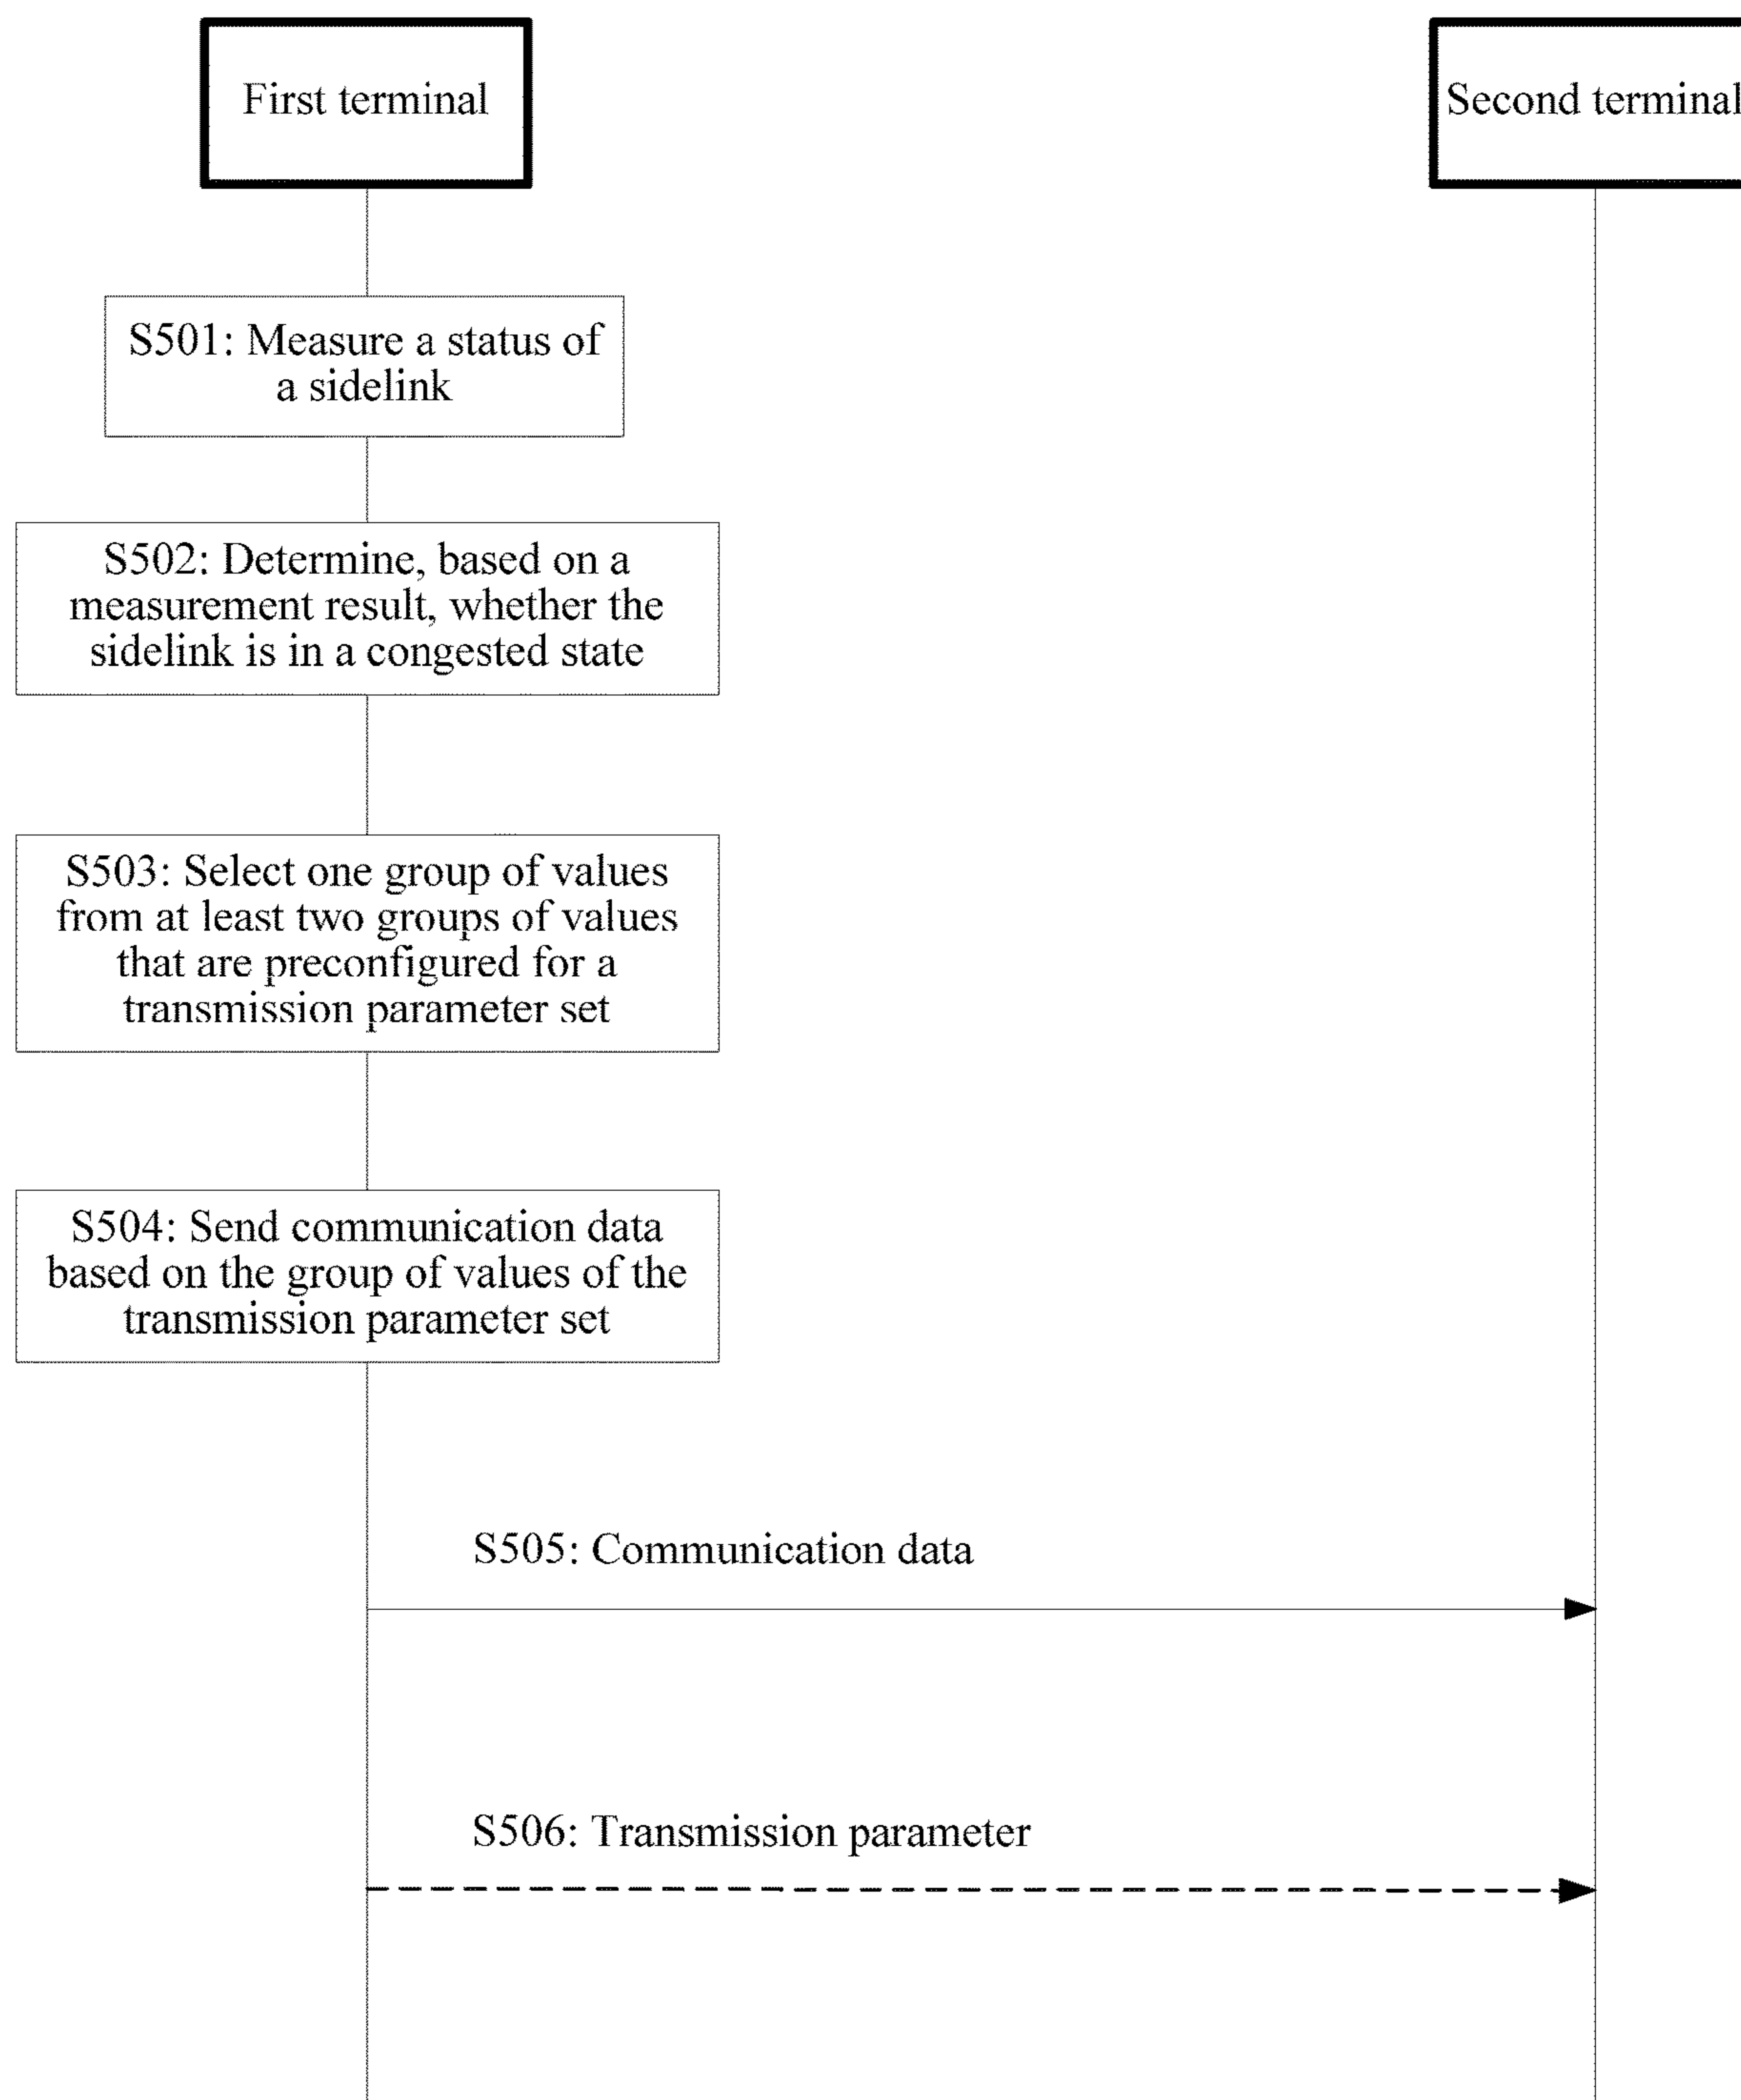 First terminal
Second terminal
S501: Measure a status of
a sidelink
S502: Determine, based on a
measurement result, whether the
sidelink is in a congested state
S503: Select one group of values
from at least two groups of values
that are preconfigured for a
transmission parameter set
S504: Send communication data
based on the group of values of the
transmission parameter set
S505: Communication data
S506: Transmission parameter